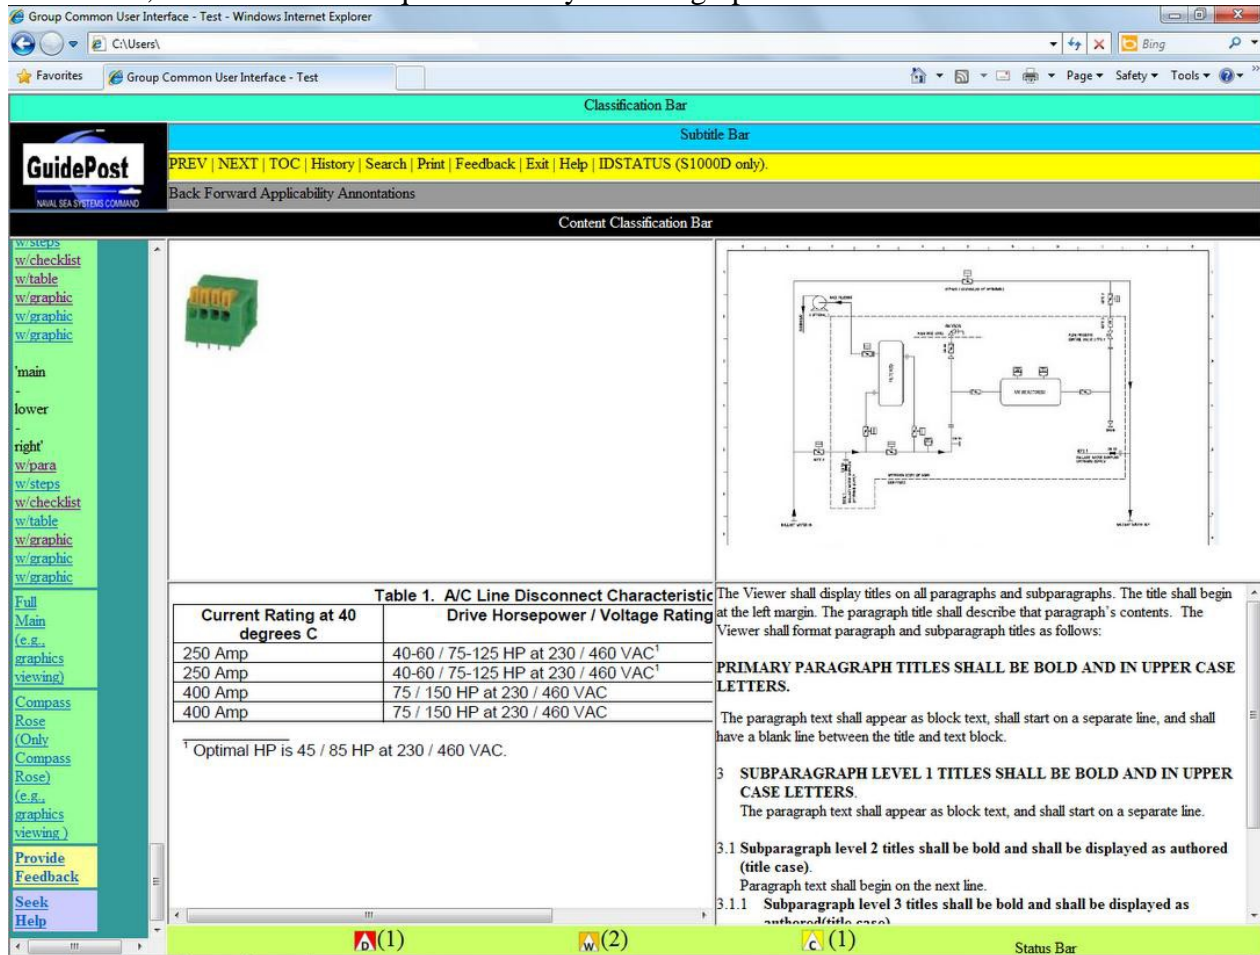 Group Common User Interface - Test - Windows Internet Explorer
C:\Users\
Bing
Favorites
Group Common User Interface - Test
Page
Safety
Tools
Classification Bar
Subtitle Bar
GuidePost
NAVAL SEA SYSTEMS COMMAND
PREV | NEXT | TOC | History | Search | Print | Feedback | Exit | Help | IDSTATUS (S1000D only).
Back Forward Applicability Annontations
Content Classification Bar
w/steps
w/checklist
w/table
w/graphic
w/graphic
w/graphic
'main
-
lower
-
right'
w/para
w/steps
w/checklist
w/table
w/graphic
w/graphic
w/graphic
Full
Main
(e.g.,
graphics
viewing)
Compass
Rose
(Only
Compass
Rose)
(e.g.,
graphics
viewing )
Provide
Feedback
Seek
Help
Table 1. A/C Line Disconnect Characteristic
Current Rating at 40 degrees C
Drive Horsepower / Voltage Rating
250 Amp 40-60 / 75-125 HP at 230 / 460 VAC¹
250 Amp 40-60 / 75-125 HP at 230 / 460 VAC¹
400 Amp 75 / 150 HP at 230 / 460 VAC
400 Amp 75 / 150 HP at 230 / 460 VAC
¹ Optimal HP is 45 / 85 HP at 230 / 460 VAC.
The Viewer shall display titles on all paragraphs and subparagraphs. The title shall begin
at the left margin. The paragraph title shall describe that paragraph's contents. The
Viewer shall format paragraph and subparagraph titles as follows:
PRIMARY PARAGRAPH TITLES SHALL BE BOLD AND IN UPPER CASE
LETTERS.
The paragraph text shall appear as block text, shall start on a separate line, and shall
have a blank line between the title and text block.
3 SUBPARAGRAPH LEVEL 1 TITLES SHALL BE BOLD AND IN UPPER
CASE LETTERS.
The paragraph text shall appear as block text, and shall start on a separate line.
3.1 Subparagraph level 2 titles shall be bold and shall be displayed as authored
(title case).
Paragraph text shall begin on the next line.
3.1.1 Subparagraph level 3 titles shall be bold and shall be displayed as
authored(title case)
D (1)
W (2)
C (1)
Status Bar